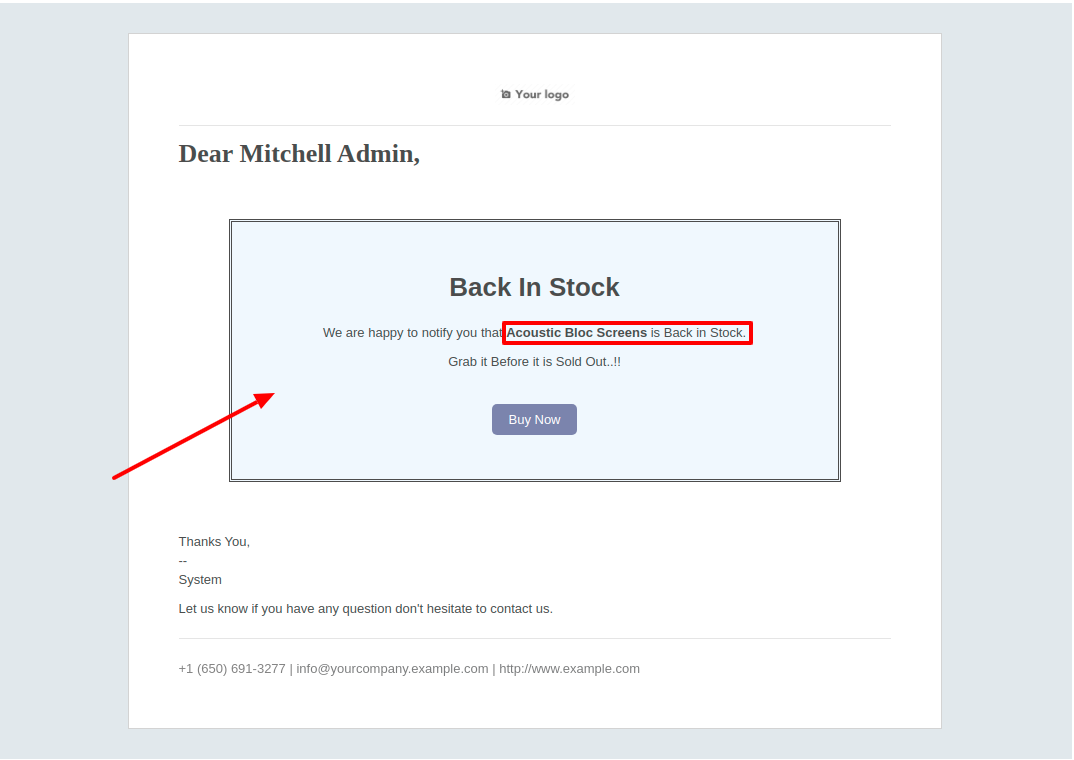 Your logo
Dear Mitchell Admin,
Back In Stock
We are happy to notify you that Acoustic Bloc Screens is Back in Stock.
Grab it Before it is Sold Out..!!
Buy Now
Thanks You,
--
System
Let us know if you have any question don't hesitate to contact us.
+1 (650) 691-3277 | info@yourcompany.example.com | http://www.example.com